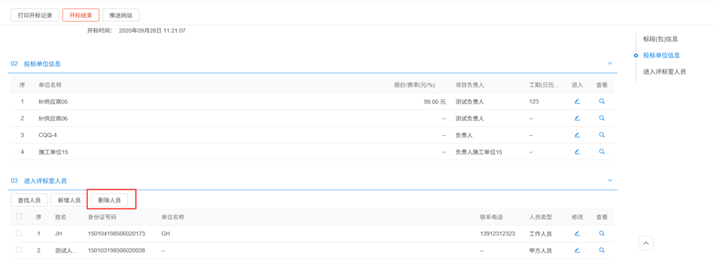 打印开标记录 开标结束 推送网站
开标时间： 2020年09月28日 11:21:07
标段(包)信息
投标单位信息
进入评标室人员
02 投标单位信息
序 单位名称 报价/费率(元/%) 项目负责人 工期(日历... 进入 查看
1 frr供应商05 99.00 元 测试负责人 123
2 frr供应商06 -- 测试负责人 --
3 CQQ-4 -- 负责人 --
4 施工单位15 -- 负责人施工单位15 --
03 进入评标室人员
查找人员 新增人员 删除人员
序 姓名 身份证号码 单位名称 联系电话 人员类型 修改 查看
1 JH 150104198506020173 GH 13912312323 工作人员
2 测试人... 150103198506020038 -- -- 甲方人员